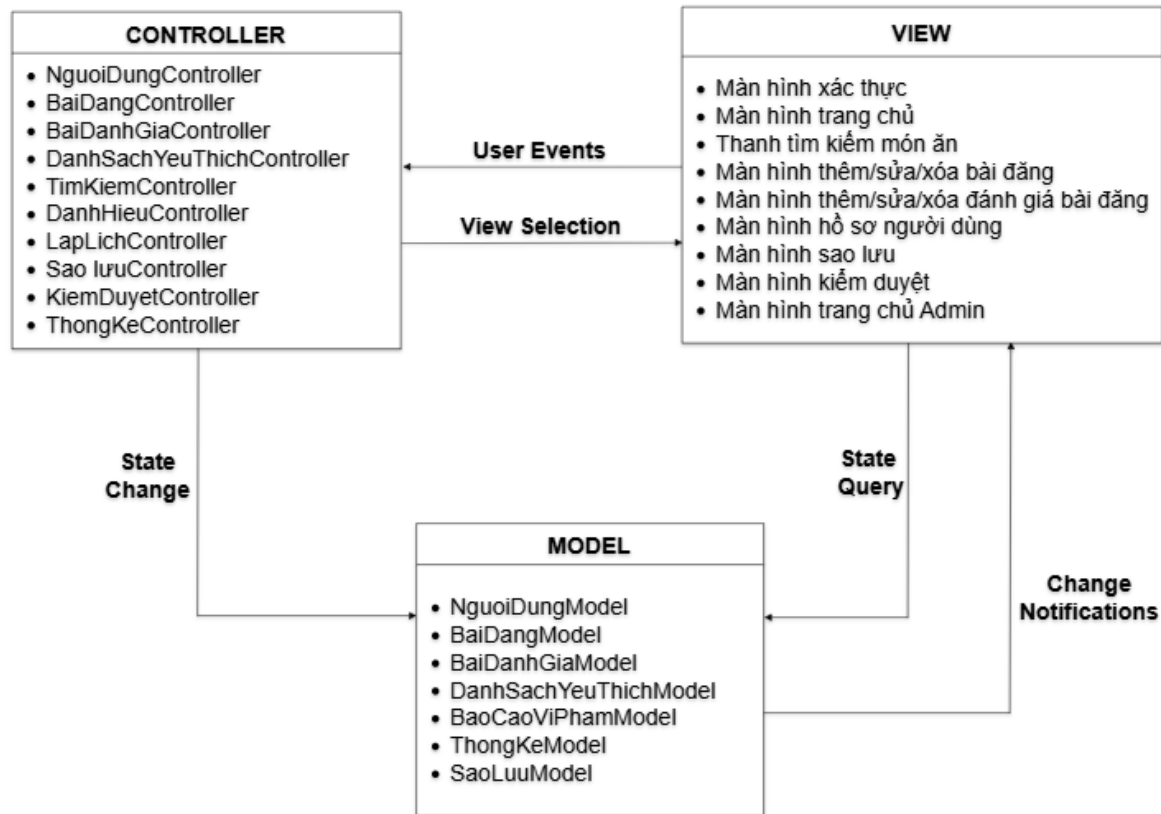 CONTROLLER
• NguoiDungController
• BaiDangController
• BaiDanhGiaController
• DanhSachYeuThichController
• TimKiemController
• DanhHieuController
• LapLichController
• Sao lưuController
• KiemDuyetController
• ThongKeController
User Events
View Selection
VIEW
• Màn hình xác thực
• Màn hình trang chủ
• Thanh tìm kiếm món ăn
• Màn hình thêm/sửa/xóa bài đăng
• Màn hình thêm/sửa/xóa đánh giá bài đăng
• Màn hình hồ sơ người dùng
• Màn hình sao lưu
• Màn hình kiểm duyệt
• Màn hình trang chủ Admin
State
Change
State
Query
Change
Notifications
MODEL
• NguoiDungModel
• BaiDangModel
• BaiDanhGiaModel
• DanhSachYeuThichModel
• BaoCaoViPhamModel
• ThongKeModel
• SaoLuuModel